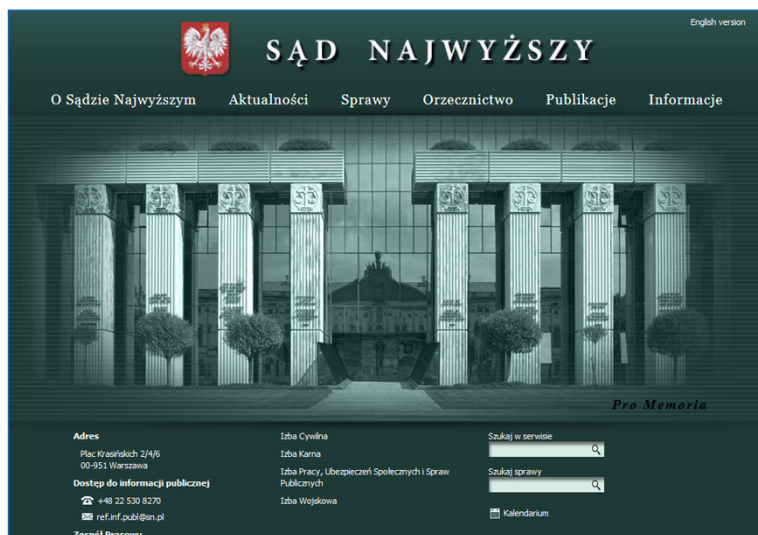 English version
SĄD NAJWYŻSZY
O Sądzie Najwyższym Aktualności Sprawy Orzecznictwo Publikacje Informacje
Pro Memoria
Adres
Plac Krasińskich 2/4/6
00-951 Warszawa
Dostęp do informacji publicznej
+48 22 530 8270
ref.inf.publ@sn.pl
Zespół Prasowy
Izba Cywilna
Izba Karna
Izba Pracy, Ubezpieczeń Społecznych i Spraw
Publicznych
Izba Wojskowa
Szukaj w serwisie
Szukaj sprawy
Kalendarium